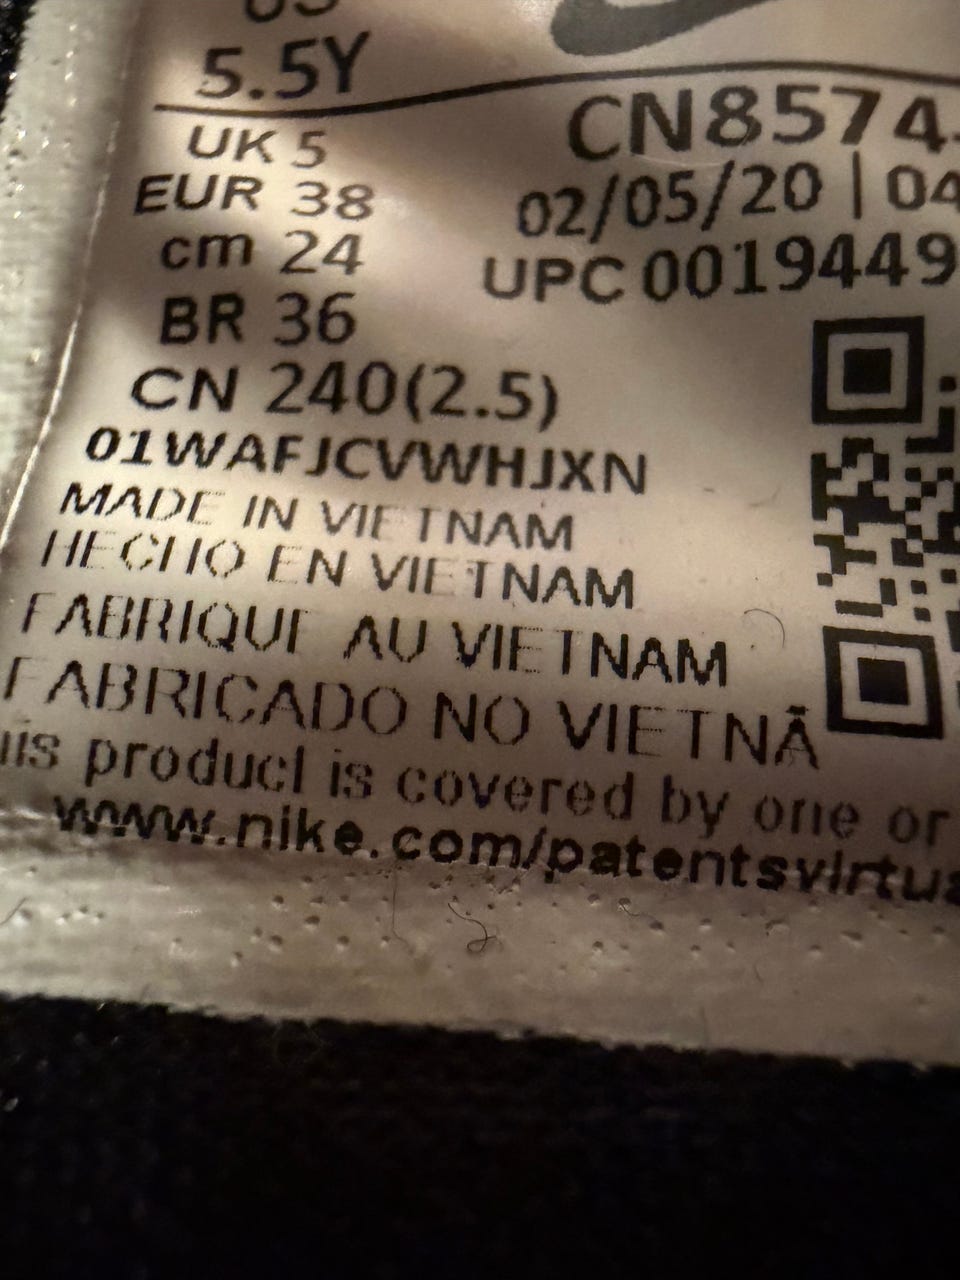 US
5.5Y
UK 5
EUR 38
cm 24
BR 36
CN 240(2.5)
01WAFJCVWHJXN
CN8574-
02/05/20 | 04
UPC 0019449
MADE IN VIETNAM
HECHO EN VIETNAM
FABRIQUE AU VIETNAM
FABRICADO NO VIETNÃ
his product is covered by one or
www.nike.com/patentsvirtua